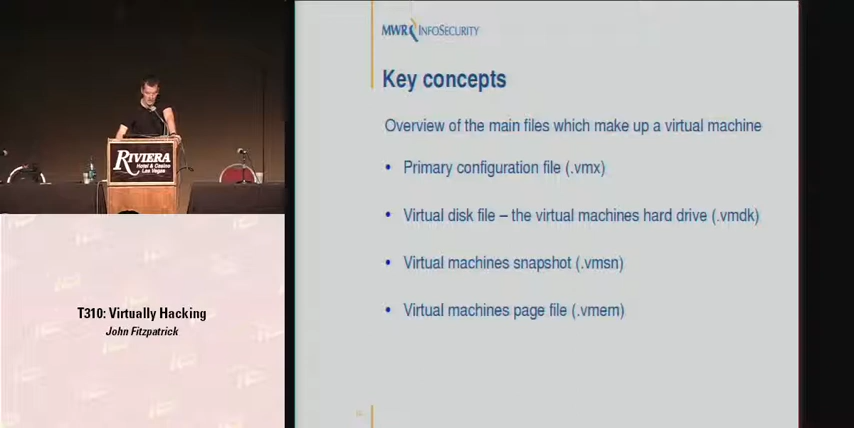 MWR INFOSECURITY
Key concepts
Overview of the main files which make up a virtual machine
• Primary configuration file (.vmx)
• Virtual disk file – the virtual machines hard drive (.vmdk)
• Virtual machines snapshot (.vmsn)
• Virtual machines page file (.vmem)
RIVIERA
Hotel & Casino
Las Vegas
T310: Virtually Hacking
John Fitzpatrick